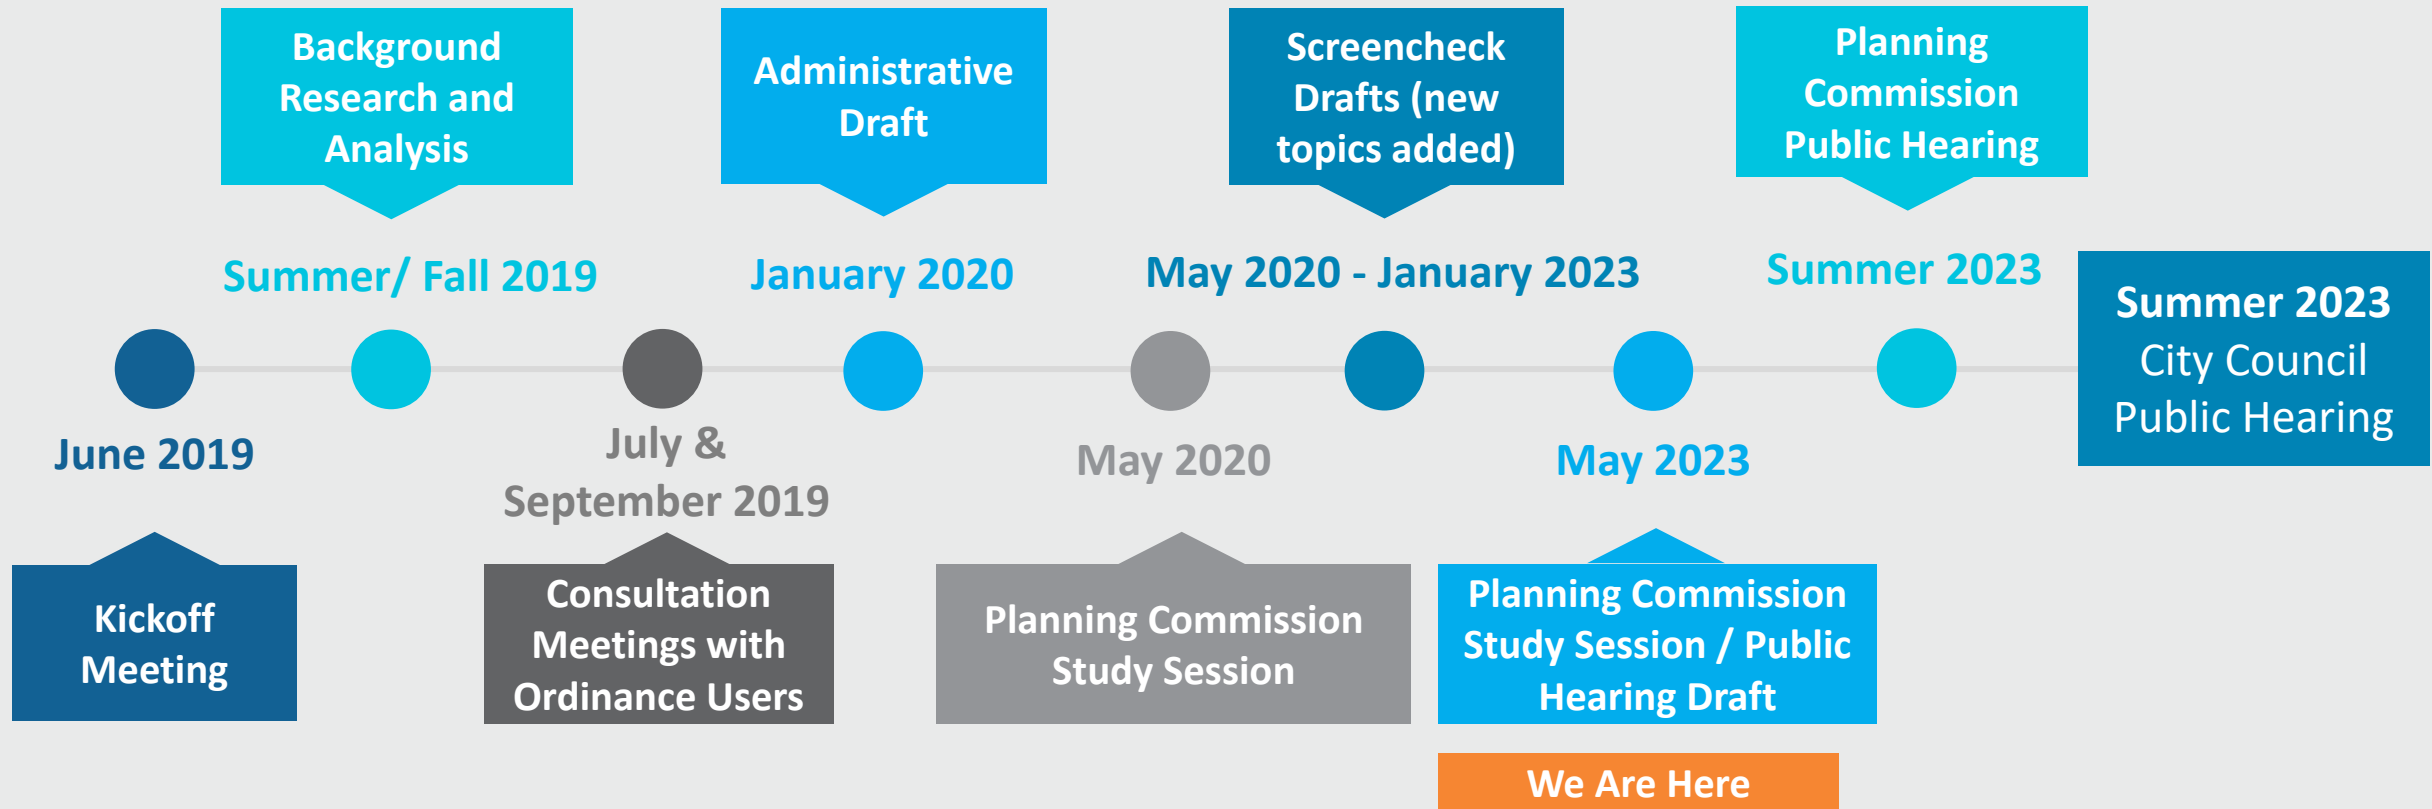 Background
Research and
Analysis
Administrative
Draft
Screencheck
Drafts (new
topics added)
Planning
Commission
Public Hearing
Summer/ Fall 2019
January 2020
May 2020 - January 2023
Summer 2023
Summer 2023
City Council
Public Hearing
June 2019
July &
September 2019
May 2020
May 2023
Kickoff
Meeting
Consultation
Meetings with
Ordinance Users
Planning Commission
Study Session
Planning Commission
Study Session / Public
Hearing Draft
We Are Here